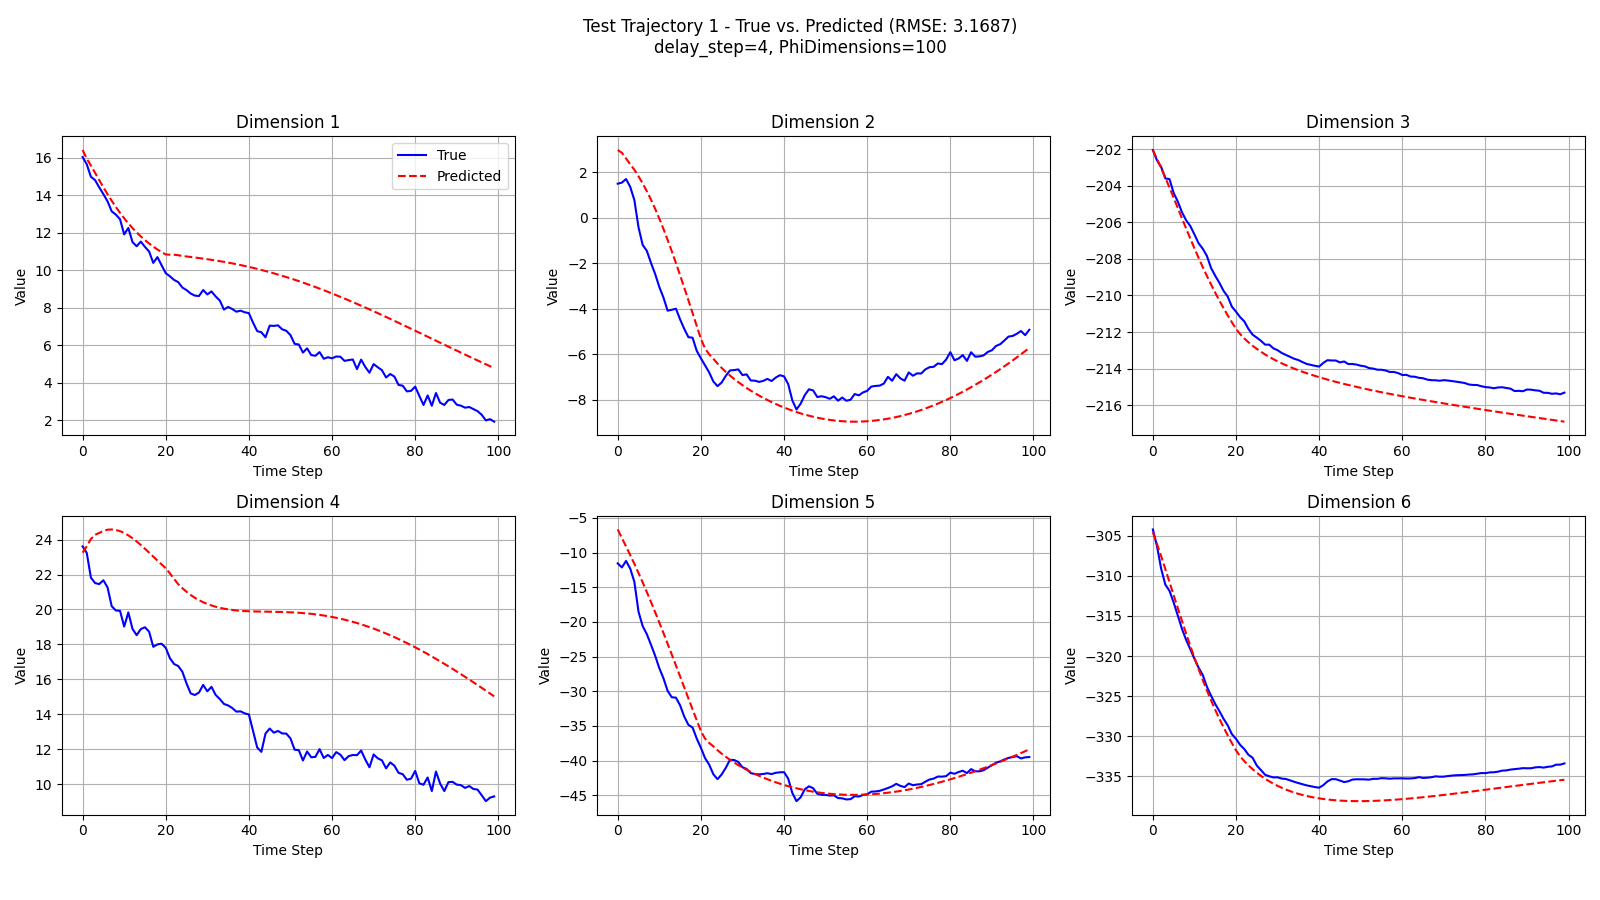 Test Trajectory 1 - True vs. Predicted (RMSE: 3.1687)
delay_step=4, PhiDimensions=100
Dimension 1
Value
16
14
12
10
8
6
4
2
0 20 40 60 80 100
Time Step
True
Predicted
Dimension 2
Value
2
0
−2
−4
−6
−8
0 20 40 60 80 100
Time Step
Dimension 3
Value
−202
−204
−206
−208
−210
−212
−214
−216
0 20 40 60 80 100
Time Step
Dimension 4
Value
24
22
20
18
16
14
12
10
0 20 40 60 80 100
Time Step
Dimension 5
Value
−5
−10
−15
−20
−25
−30
−35
−40
−45
0 20 40 60 80 100
Time Step
Dimension 6
Value
−305
−310
−315
−320
−325
−330
−335
0 20 40 60 80 100
Time Step